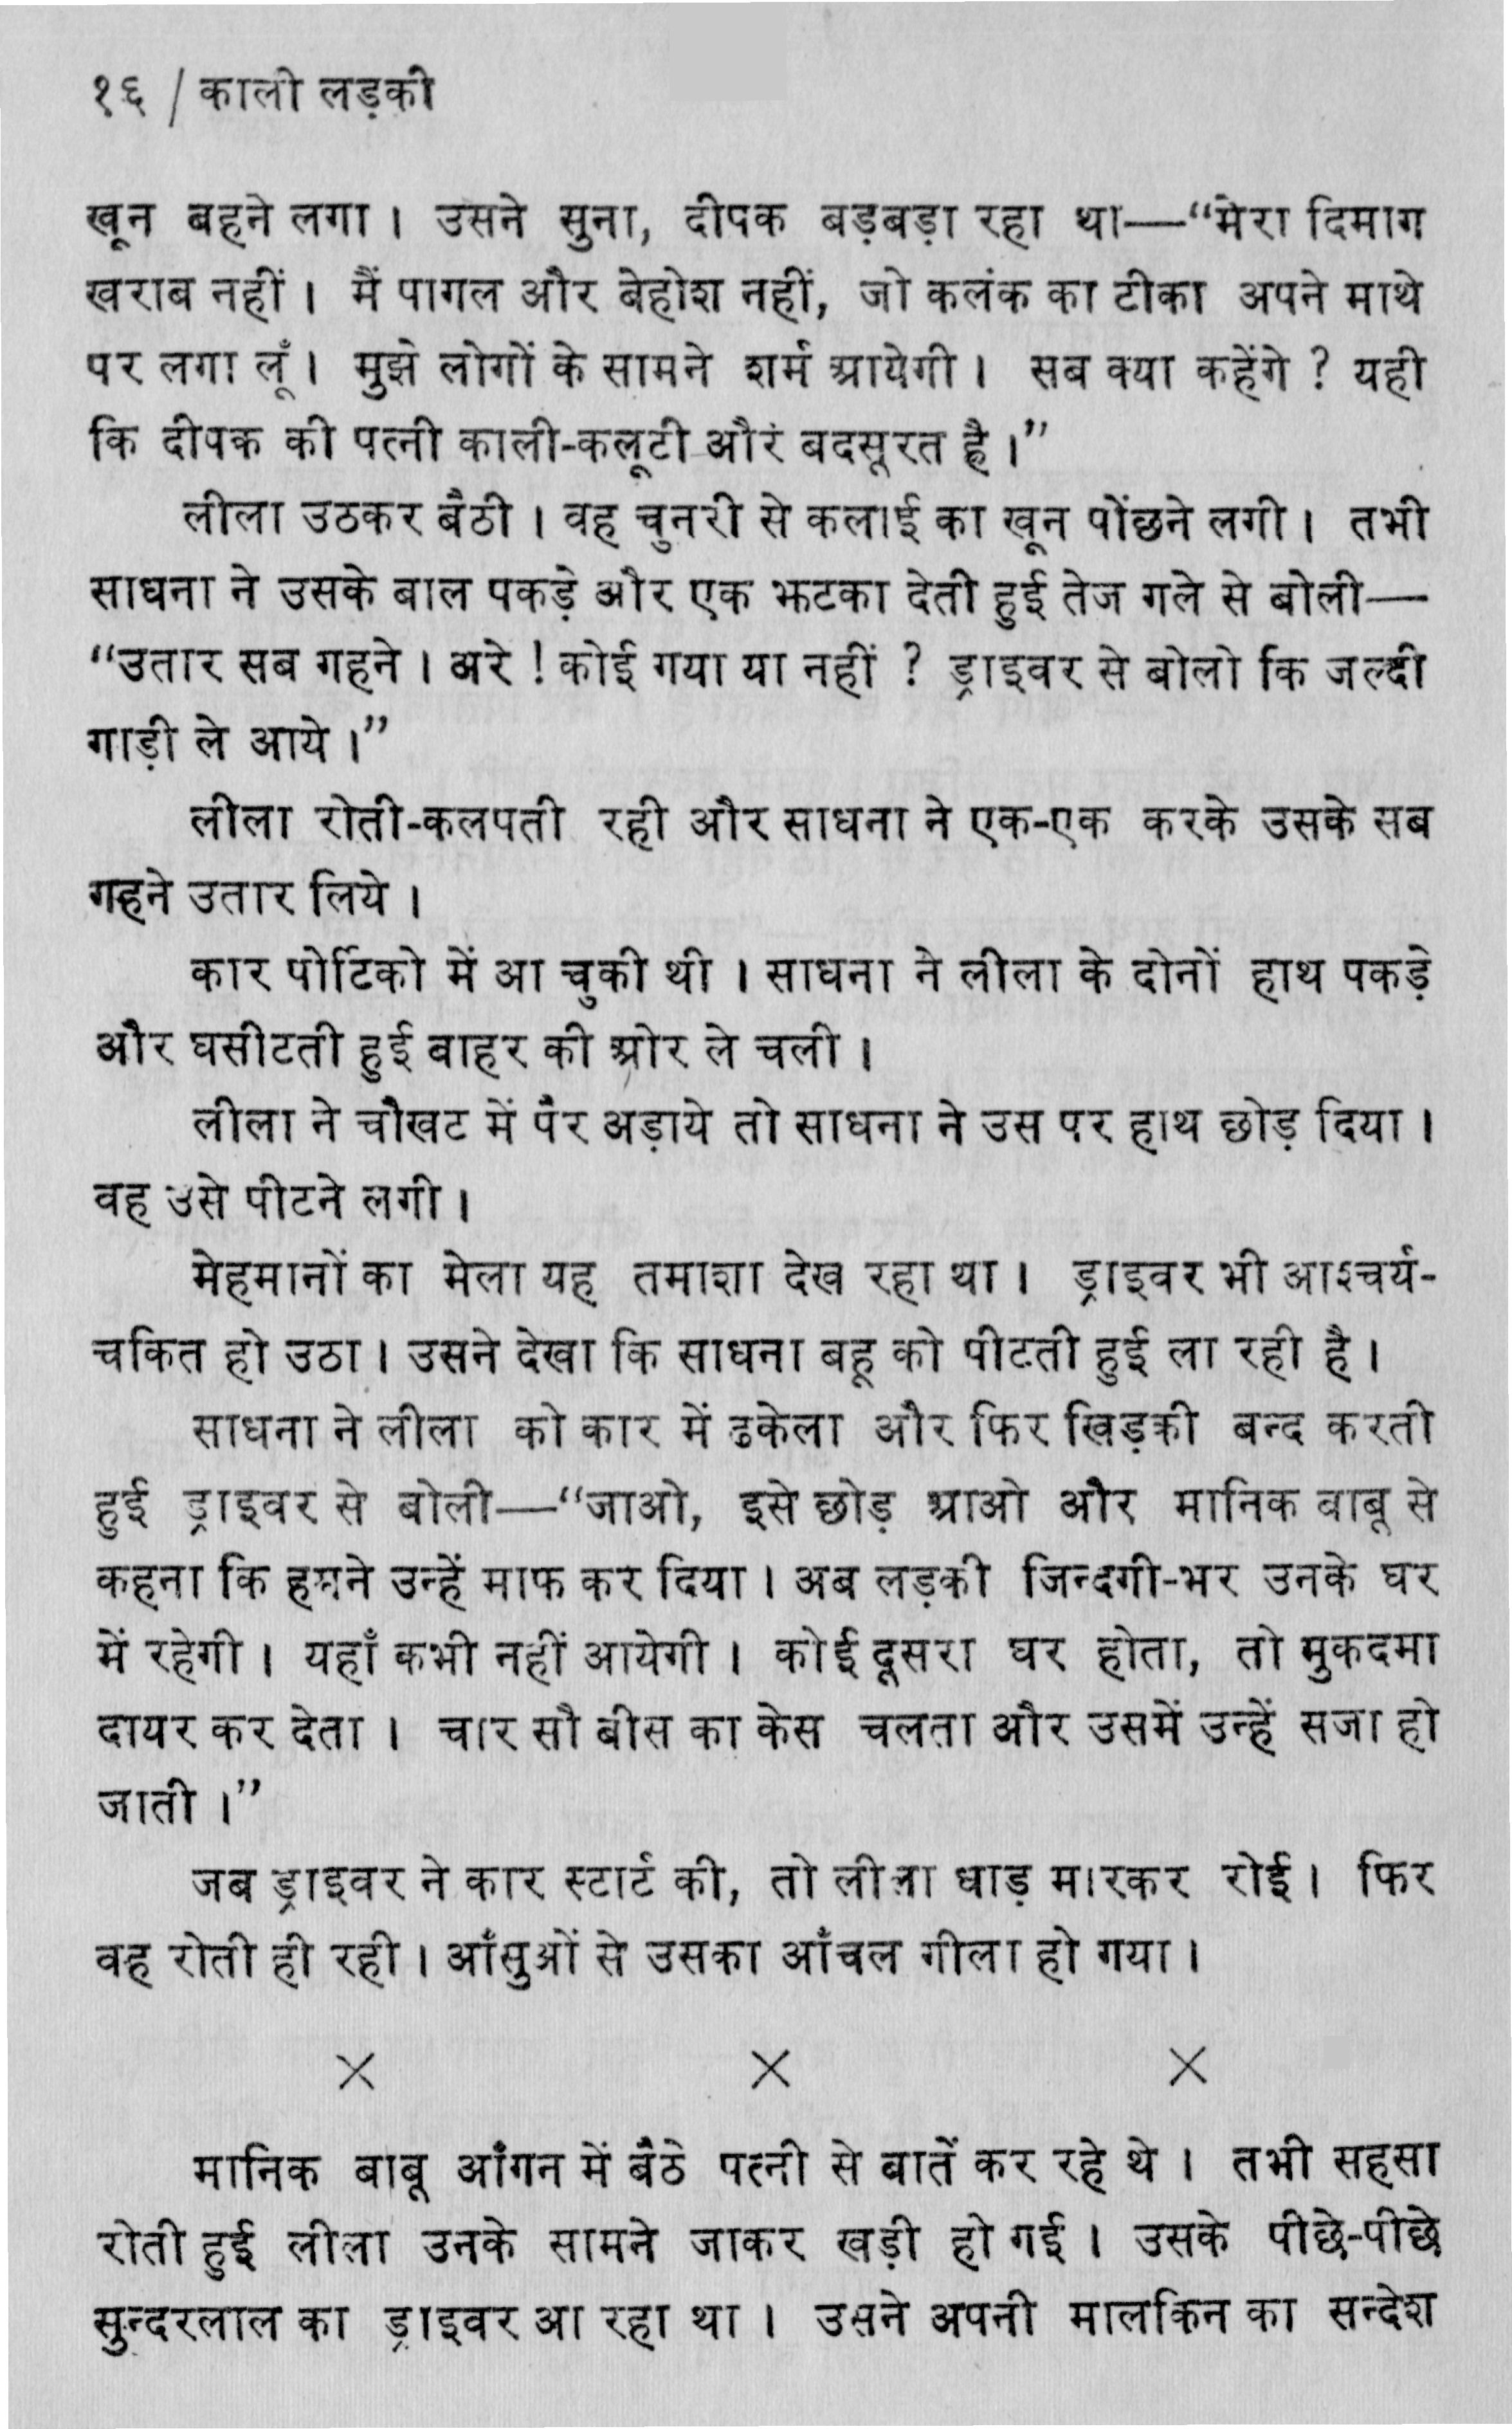 १६ / काली लड़की
खून बहने लगा । उसने सुना, दीपक बड़बड़ा रहा था—“मेरा दिमाग
खराब नहीं । मैं पागल और बेहोश नहीं, जो कलंक का टीका अपने माथे
पर लगा लूँ । मुझे लोगों के सामने शर्म आयेगी । सब क्या कहेंगे ? यही
कि दीपक की पत्नी काली-कलूटी और बदसूरत है ।”
लीला उठकर बैठी । वह चुनरी से कलाई का खून पोंछने लगी । तभी
साधना ने उसके बाल पकड़े और एक झटका देती हुई तेज गले से बोली—
“उतार सब गहने । अरे ! कोई गया या नहीं ? ड्राइवर से बोलो कि जल्दी
गाड़ी ले आये ।”
लीला रोती-कलपती रही और साधना ने एक-एक करके उसके सब
गहने उतार लिये ।
कार पोर्टिको में आ चुकी थी । साधना ने लीला के दोनों हाथ पकड़े
और घसीटती हुई बाहर की ओर ले चली ।
लीला ने चौखट में पैर अड़ाये तो साधना ने उस पर हाथ छोड़ दिया ।
वह उसे पीटने लगी ।
मेहमानों का मेला यह तमाशा देख रहा था । ड्राइवर भी आश्चर्य-
चकित हो उठा । उसने देखा कि साधना बहू को पीटती हुई ला रही है ।
साधना ने लीला को कार में ढकेला और फिर खिड़की बन्द करती
हुई ड्राइवर से बोली—“जाओ, इसे छोड़ आओ और मानिक बाबू से
कहना कि हमने उन्हें माफ कर दिया । अब लड़की जिन्दगी-भर उनके घर
में रहेगी । यहाँ कभी नहीं आयेगी । कोई दूसरा घर होता, तो मुकदमा
दायर कर देता । चार सौ बीस का केस चलता और उसमें उन्हें सजा हो
जाती ।”
जब ड्राइवर ने कार स्टार्ट की, तो लीला धाड़ मारकर रोई । फिर
वह रोती ही रही । आँसुओं से उसका आँचल गीला हो गया ।
× × ×
मानिक बाबू आँगन में बैठे पत्नी से बातें कर रहे थे । तभी सहसा
रोती हुई लीला उनके सामने जाकर खड़ी हो गई । उसके पीछे-पीछे
सुन्दरलाल का ड्राइवर आ रहा था । उसने अपनी मालकिन का सन्देश